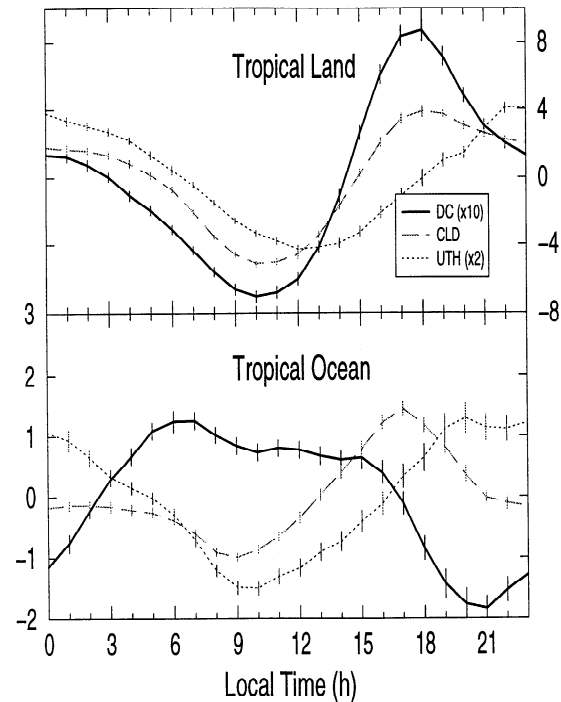 Tropical Land
8
4
0
−4
−8
DC (x10)
CLD
UTH (x2)
Tropical Ocean
3
2
1
0
−1
−2
0 3 6 9 12 15 18 21
Local Time (h)